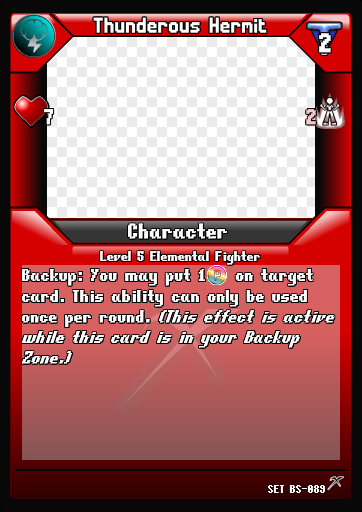 Thunderous Hermit
2
7
2
Character
Level 5 Elemental Fighter
Backup: You may put 1 on target
card. This ability can only be used
once per round. (This effect is active
while this card is in your Backup
Zone.)
SET BS-089